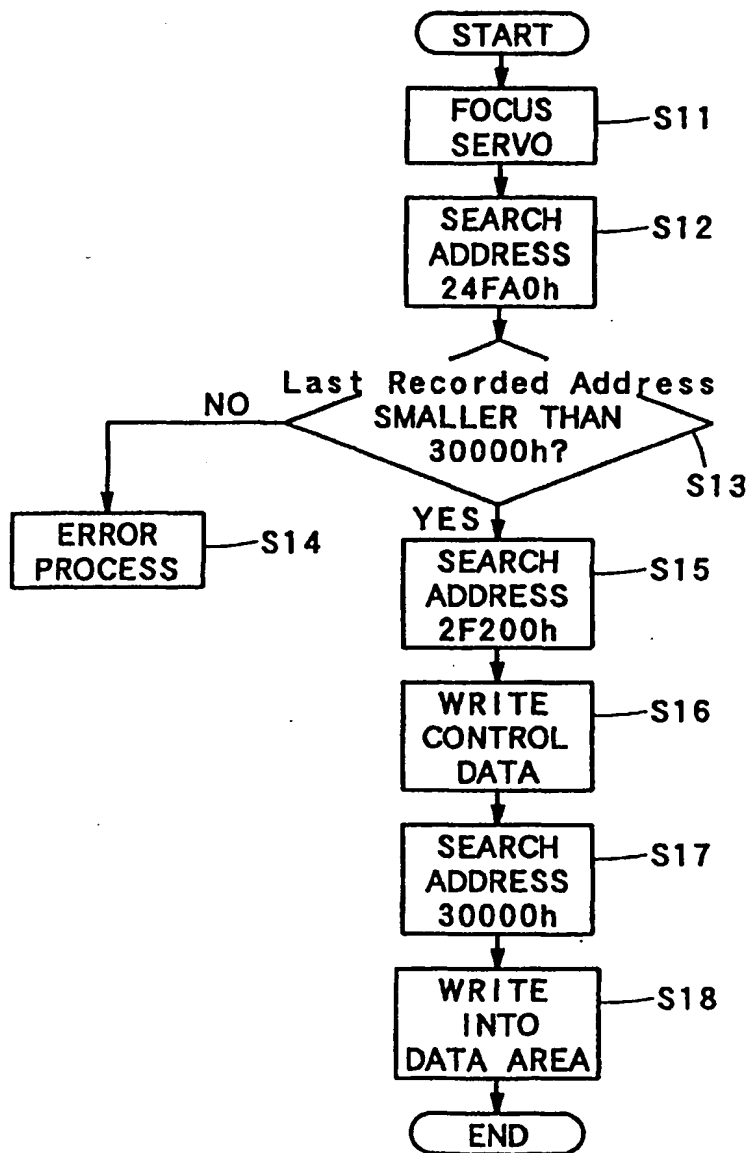 START
FOCUS
SERVO
S11
SEARCH
ADDRESS
24FA0h
S12
Last Recorded Address
SMALLER THAN
30000h?
S13
NO
ERROR
PROCESS
S14
YES
SEARCH
ADDRESS
2F200h
S15
WRITE
CONTROL
DATA
S16
SEARCH
ADDRESS
30000h
S17
WRITE
INTO
DATA AREA
S18
END